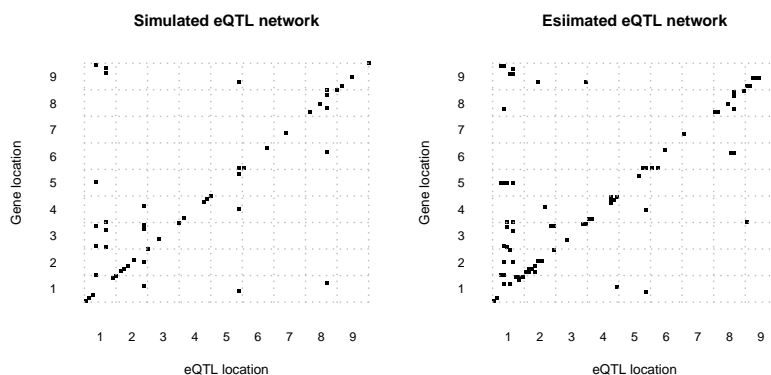 Simulated eQTL network
Gene location
9
8
7
6
5
4
3
2
1
1 2 3 4 5 6 7 8 9
eQTL location
Esiimated eQTL network
Gene location
9
8
7
6
5
4
3
2
1
1 2 3 4 5 6 7 8 9
eQTL location